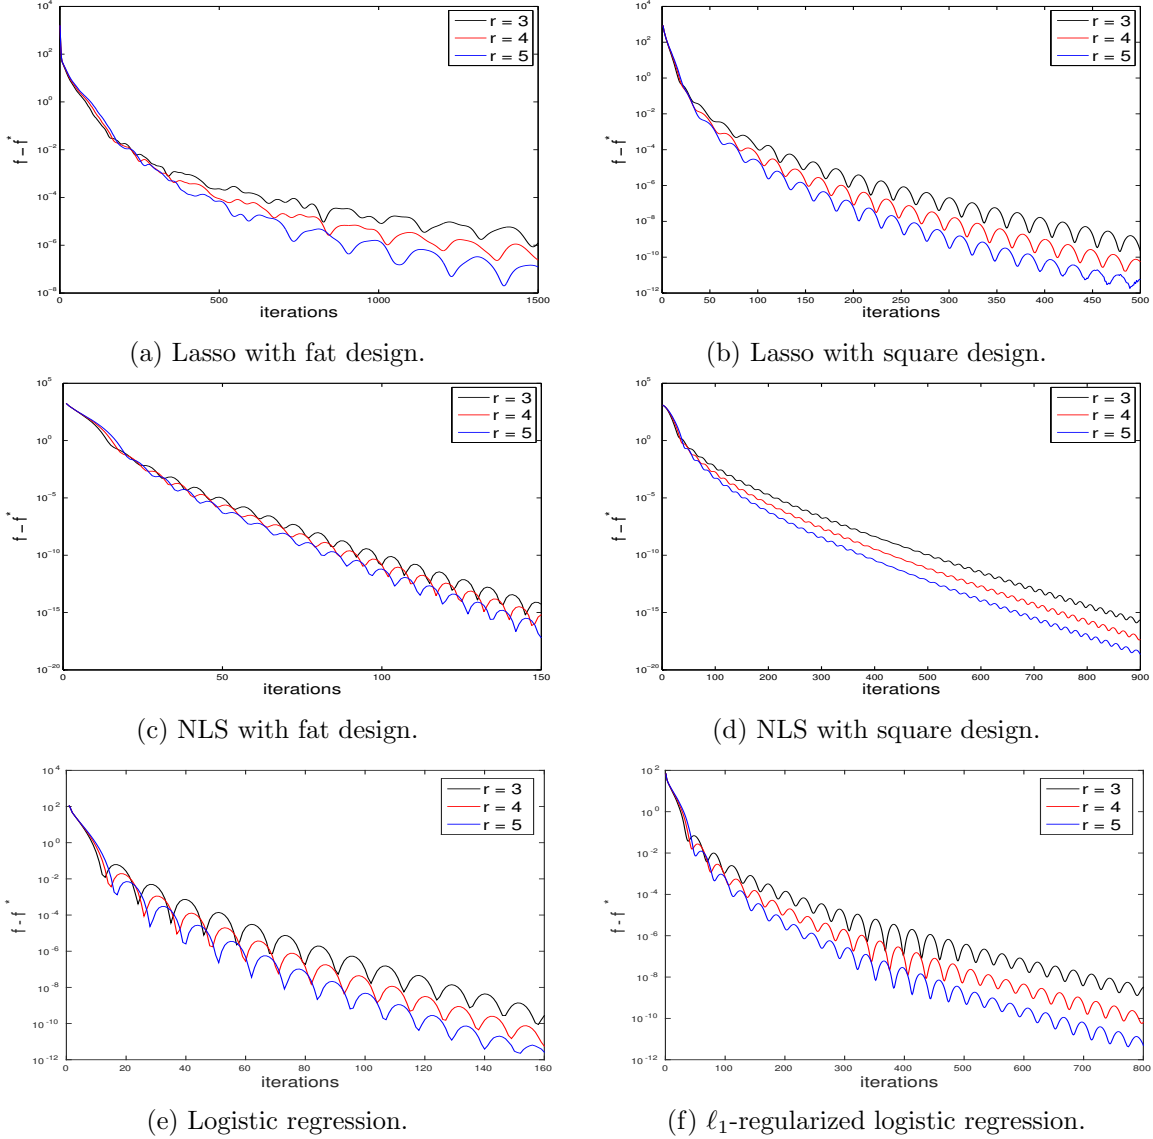 10^4
10^2
10^0
10^−2
10^−4
10^−6
10^−8
f − f*
0 500 1000 1500
iterations
r = 3
r = 4
r = 5
(a) Lasso with fat design.
10^4
10^2
10^0
10^−2
10^−4
10^−6
10^−8
10^−10
10^−12
f − f*
0 50 100 150 200 250 300 350 400 450 500
iterations
r = 3
r = 4
r = 5
(b) Lasso with square design.
10^5
10^0
10^−5
10^−10
10^−15
10^−20
f − f*
0 50 100 150
iterations
r = 3
r = 4
r = 5
(c) NLS with fat design.
10^5
10^0
10^−5
10^−10
10^−15
10^−20
f − f*
0 100 200 300 400 500 600 700 800 900
iterations
r = 3
r = 4
r = 5
(d) NLS with square design.
10^4
10^2
10^0
10^-2
10^-4
10^-6
10^-8
10^-10
10^-12
f - f*
0 20 40 60 80 100 120 140 160
iterations
r = 3
r = 4
r = 5
(e) Logistic regression.
10^2
10^0
10^-2
10^-4
10^-6
10^-8
10^-10
10^-12
f - f*
0 100 200 300 400 500 600 700 800
iterations
r = 3
r = 4
r = 5
(f) ℓ₁-regularized logistic regression.